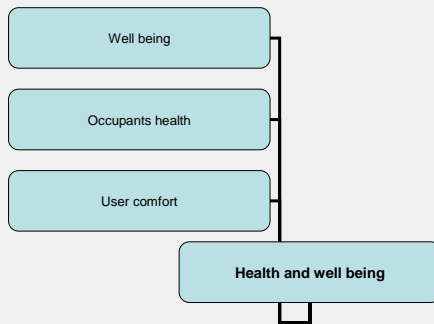 Well being
Occupants health
User comfort
Health and well being